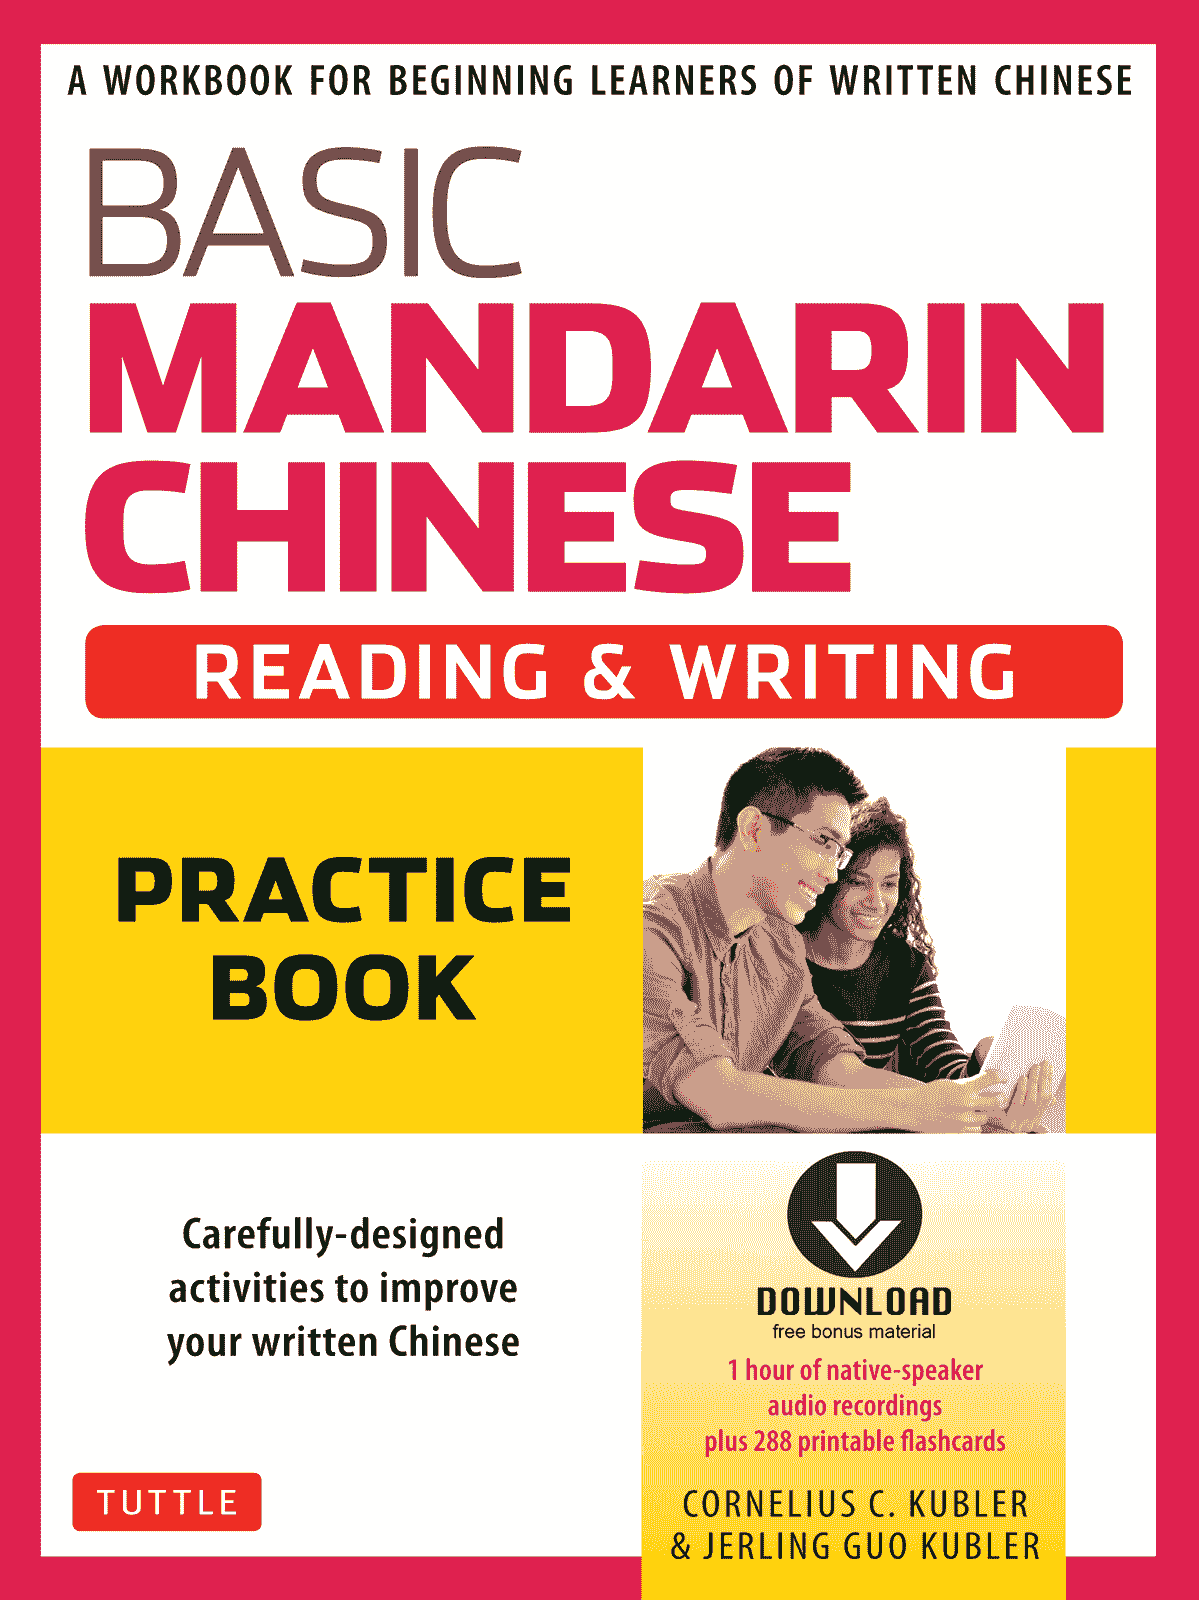 A WORKBOOK FOR BEGINNING LEARNERS OF WRITTEN CHINESE
BASIC
MANDARIN
CHINESE
READING & WRITING
PRACTICE
BOOK
Carefully-designed
activities to improve
your written Chinese
DOWNLOAD
free bonus material
1 hour of native-speaker
audio recordings
plus 288 printable flashcards
TUTTLE
CORNELIUS C. KUBLER
& JERLING GUO KUBLER